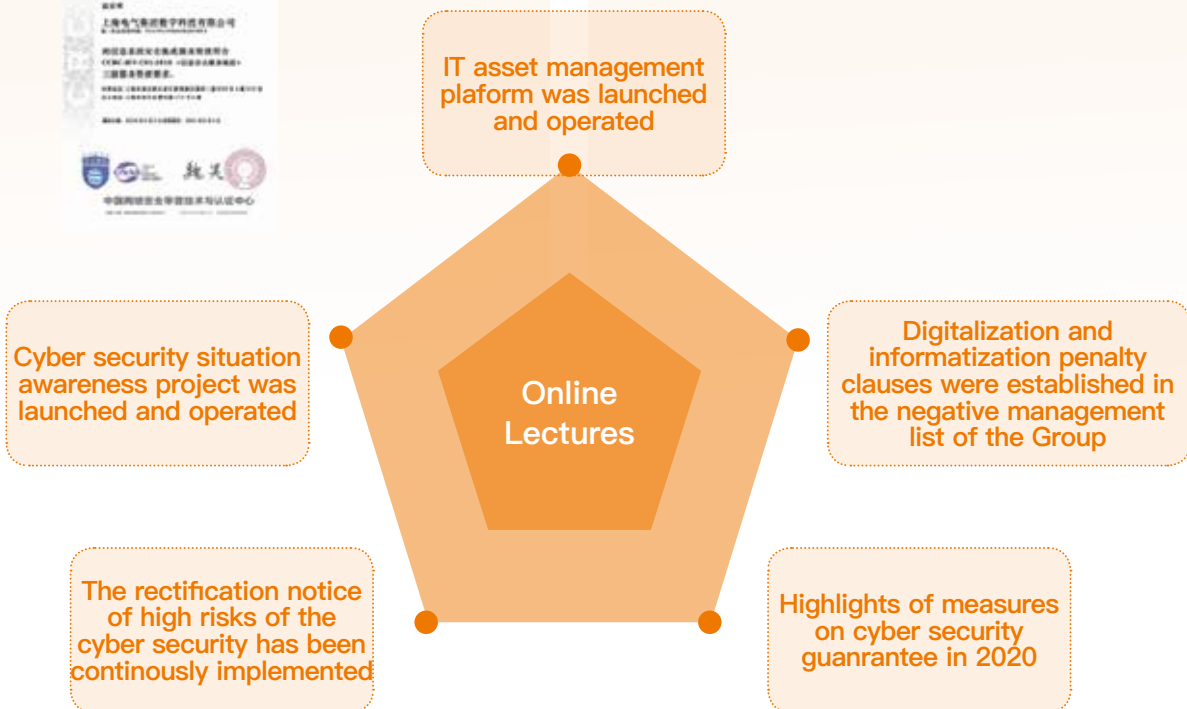 上海电气集团数字科技有限公司
中国网络安全审查技术与认证中心
IT asset management
plaform was launched
and operated
Cyber security situation
awareness project was
launched and operated
Online
Lectures
Digitalization and
informatization penalty
clauses were established in
the negative management
list of the Group
The rectification notice
of high risks of the
cyber security has been
continously implemented
Highlights of measures
on cyber security
guanrantee in 2020